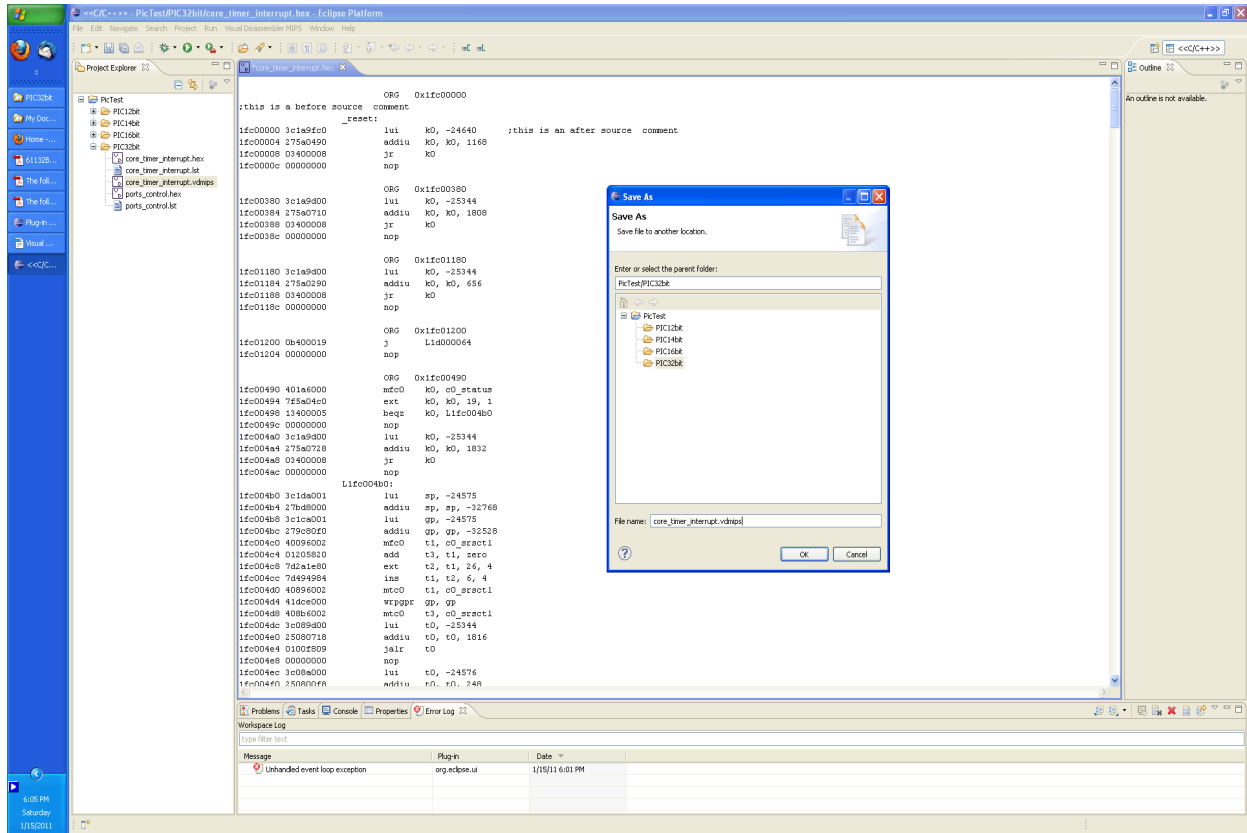 <<C/C++>> - PicTest/PIC32bit/core_timer_interrupt.hex - Eclipse Platform
File Edit Navigate Search Project Run VisualDisassembler MIPS Window Help
<<C/C++>>
PIC32bit
My Doc...
Home -...
61132B...
The foll...
The foll...
Plug-in ...
Visual ...
<<C/C...
6:05 PM
Saturday
1/15/2011
Project Explorer
PicTest
PIC12bit
PIC14bit
PIC16bit
PIC32bit
core_timer_interrupt.hex
core_timer_interrupt.lst
core_timer_interrupt.vdmips
ports_control.hex
ports_control.lst
*core_timer_interrupt.hex
ORG 0x1fc00000
;this is a before source comment
_reset:
1fc00000 3c1a9fc0 lui k0, -24640 ;this is an after source comment
1fc00004 275a0490 addiu k0, k0, 1168
1fc00008 03400008 jr k0
1fc0000c 00000000 nop
ORG 0x1fc00380
1fc00380 3c1a9d00 lui k0, -25344
1fc00384 275a0710 addiu k0, k0, 1808
1fc00388 03400008 jr k0
1fc0038c 00000000 nop
ORG 0x1fc01180
1fc01180 3c1a9d00 lui k0, -25344
1fc01184 275a0290 addiu k0, k0, 656
1fc01188 03400008 jr k0
1fc0118c 00000000 nop
ORG 0x1fc01200
1fc01200 0b400019 j L1d000064
1fc01204 00000000 nop
ORG 0x1fc00490
1fc00490 401a6000 mfc0 k0, c0_status
1fc00494 7f5a04c0 ext k0, k0, 19, 1
1fc00498 13400005 beqz k0, L1fc004b0
1fc0049c 00000000 nop
1fc004a0 3c1a9d00 lui k0, -25344
1fc004a4 275a0728 addiu k0, k0, 1832
1fc004a8 03400008 jr k0
1fc004ac 00000000 nop
L1fc004b0:
1fc004b0 3c1da001 lui sp, -24575
1fc004b4 27bd8000 addiu sp, sp, -32768
1fc004b8 3c1ca001 lui gp, -24575
1fc004bc 279c80f0 addiu gp, gp, -32528
1fc004c0 40096002 mfc0 t1, c0_srsctl
1fc004c4 01205820 add t3, t1, zero
1fc004c8 7d2a1e80 ext t2, t1, 26, 4
1fc004cc 7d494984 ins t1, t2, 6, 4
1fc004d0 40896002 mtc0 t1, c0_srsctl
1fc004d4 41dce000 wrpgpr gp, gp
1fc004d8 408b6002 mtc0 t3, c0_srsctl
1fc004dc 3c089d00 lui t0, -25344
1fc004e0 25080718 addiu t0, t0, 1816
1fc004e4 0100f809 jalr t0
1fc004e8 00000000 nop
1fc004ec 3c08a000 lui t0, -24576
1fc004f0 250800f8 addiu t0, t0, 248
Save As
Save As
Save file to another location.
Enter or select the parent folder:
PicTest/PIC32bit
PicTest
PIC12bit
PIC14bit
PIC16bit
PIC32bit
File name: core_timer_interrupt.vdmips
OK Cancel
Outline
An outline is not available.
Problems Tasks Console Properties Error Log
Workspace Log
type filter text
Message Plug-in Date
Unhandled event loop exception org.eclipse.ui 1/15/11 6:01 PM